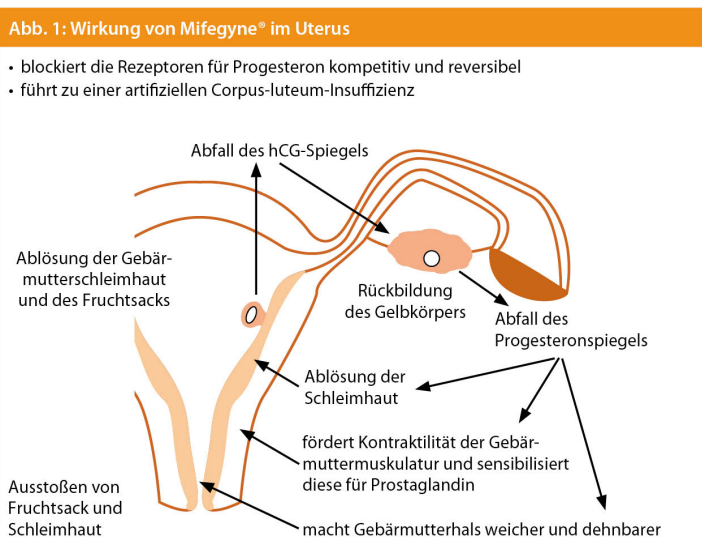 Abb. 1: Wirkung von Mifegyne® im Uterus
• blockiert die Rezeptoren für Progesteron kompetitiv und reversibel
• führt zu einer artifiziellen Corpus-luteum-Insuffizienz
Abfall des hCG-Spiegels
Ablösung der Gebär-
mutterschleimhaut
und des Fruchtsacks
Rückbildung
des Gelbkörpers
Abfall des
Progesteronspiegels
Ablösung der
Schleimhaut
fördert Kontraktilität der Gebär-
muttermuskulatur und sensibilisiert
diese für Prostaglandin
Ausstoßen von
Fruchtsack und
Schleimhaut
macht Gebärmutterhals weicher und dehnbarer